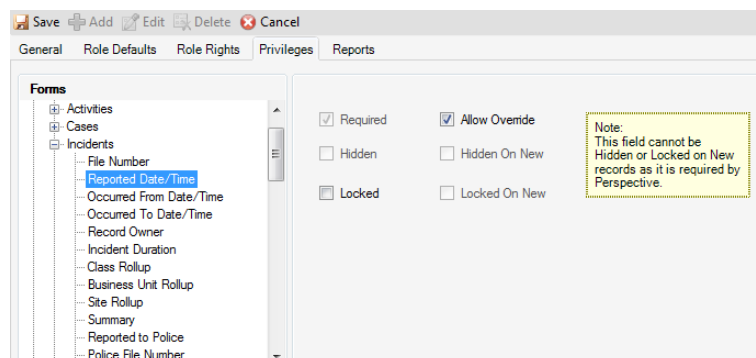 Save Add Edit Delete Cancel
General Role Defaults Role Rights Privileges Reports
Forms
Activities
Cases
Incidents
File Number
Reported Date/Time
Occurred From Date/Time
Occurred To Date/Time
Record Owner
Incident Duration
Class Rollup
Business Unit Rollup
Site Rollup
Summary
Reported to Police
Police File Number
Required Allow Override
Hidden Hidden On New
Locked Locked On New
Note:
This field cannot be
Hidden or Locked on New
records as it is required by
Perspective.